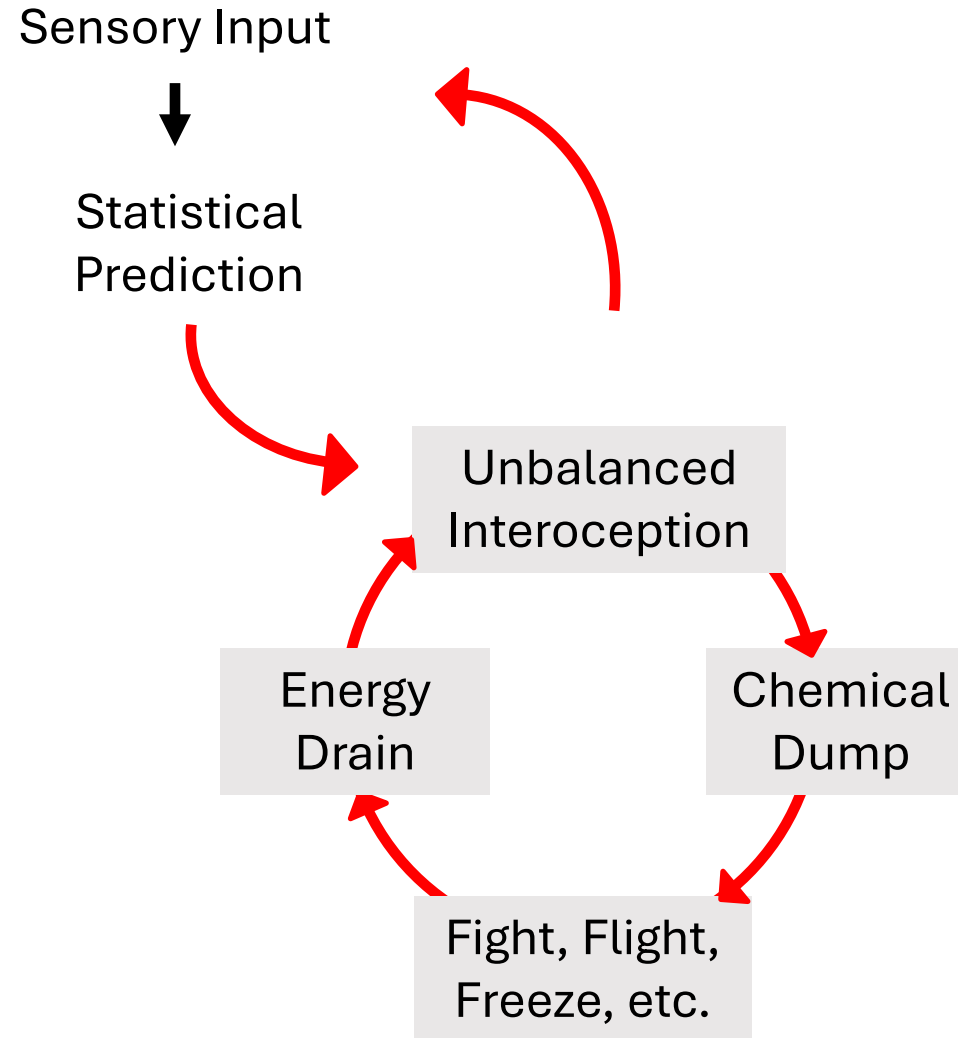 Sensory Input
Statistical
Prediction
Unbalanced
Interoception
Energy
Drain
Chemical
Dump
Fight, Flight,
Freeze, etc.